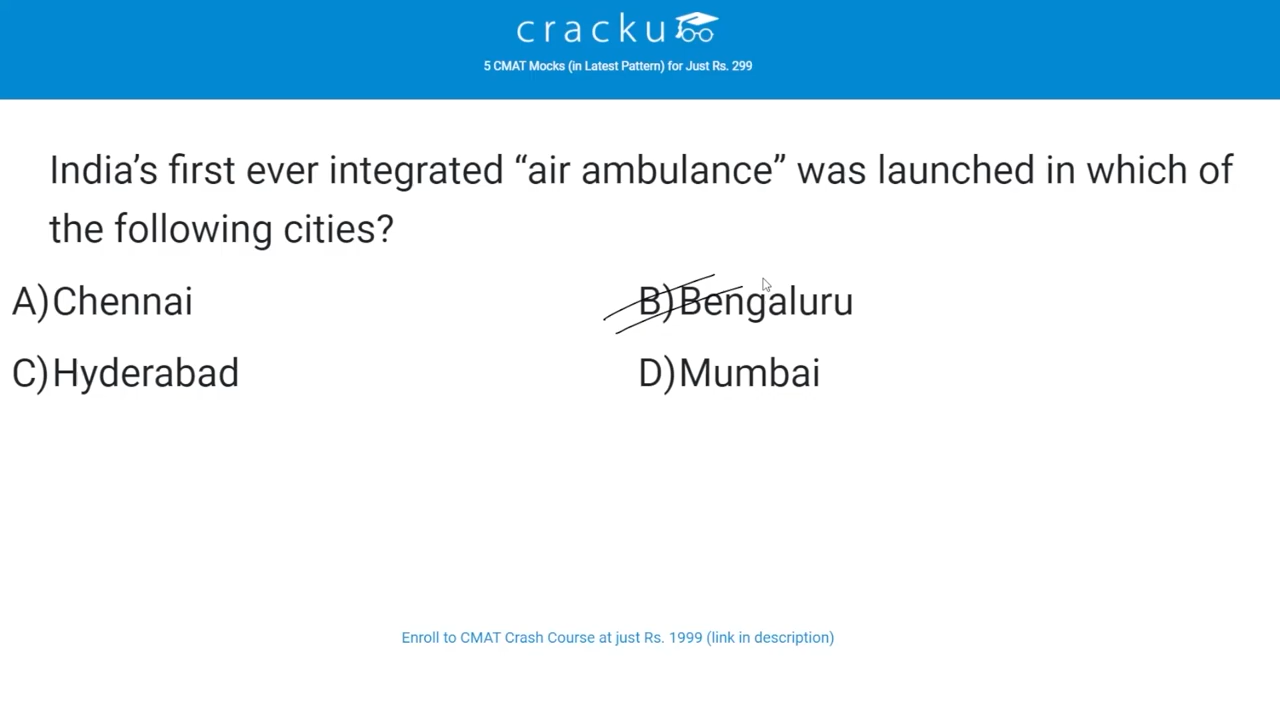 cracku
5 CMAT Mocks (in Latest Pattern) for Just Rs. 299
India’s first ever integrated “air ambulance” was launched in which of
the following cities?
A)Chennai
B)Bengaluru
C)Hyderabad
D)Mumbai
Enroll to CMAT Crash Course at just Rs. 1999 (link in description)